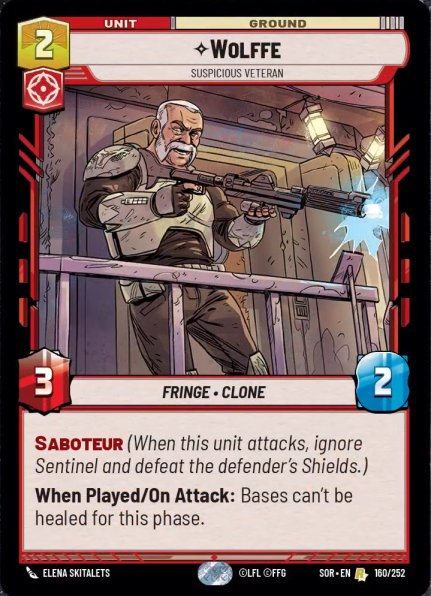 UNIT
GROUND
2
✧WOLFFE
SUSPICIOUS VETERAN
3
FRINGE • CLONE
2
SABOTEUR (When this unit attacks, ignore
Sentinel and defeat the defender's Shields.)
When Played/On Attack: Bases can't be
healed for this phase.
ELENA SKITALETS
©LFL ©FFG
SOR • EN R 160/252